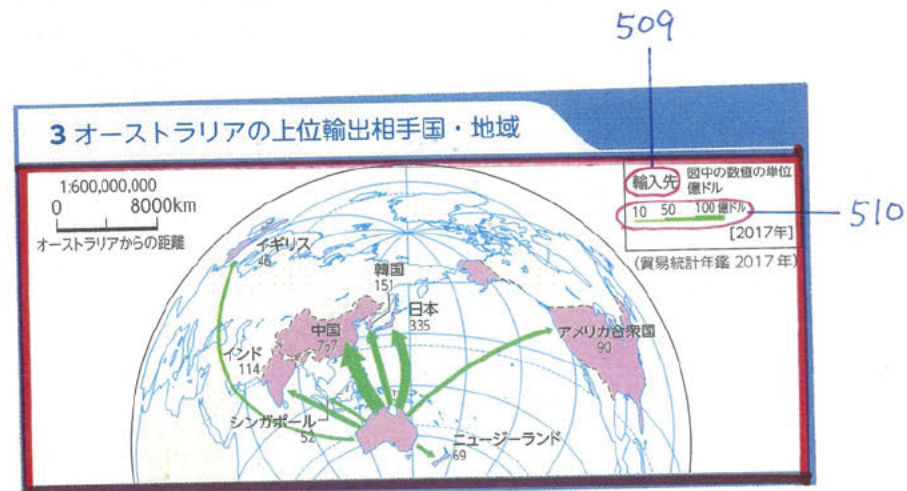 509
3 オーストラリアの上位輸出相手国・地域
1:600,000,000
0 8000km
オーストラリアからの距離
輸入先 図中の数値の単位
億ドル
10 50 100億ドル
510
[2017年]
(貿易統計年鑑 2017年)
イギリス
48
韓国
151
日本
335
中国
767
アメリカ合衆国
90
インド
114
シンガポール
52
ニュージーランド
69